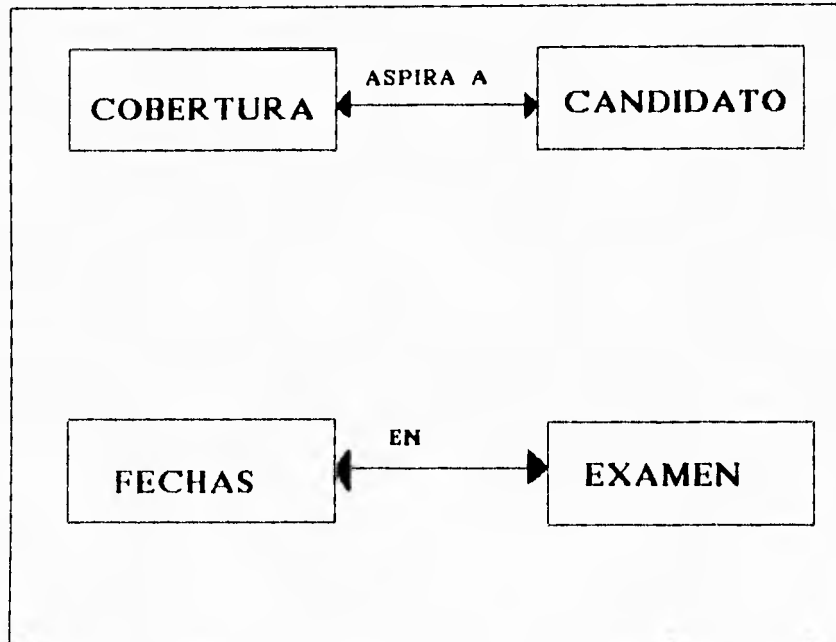 ASPIRA A
COBERTURA
CANDIDATO
EN
FECHAS
EXAMEN